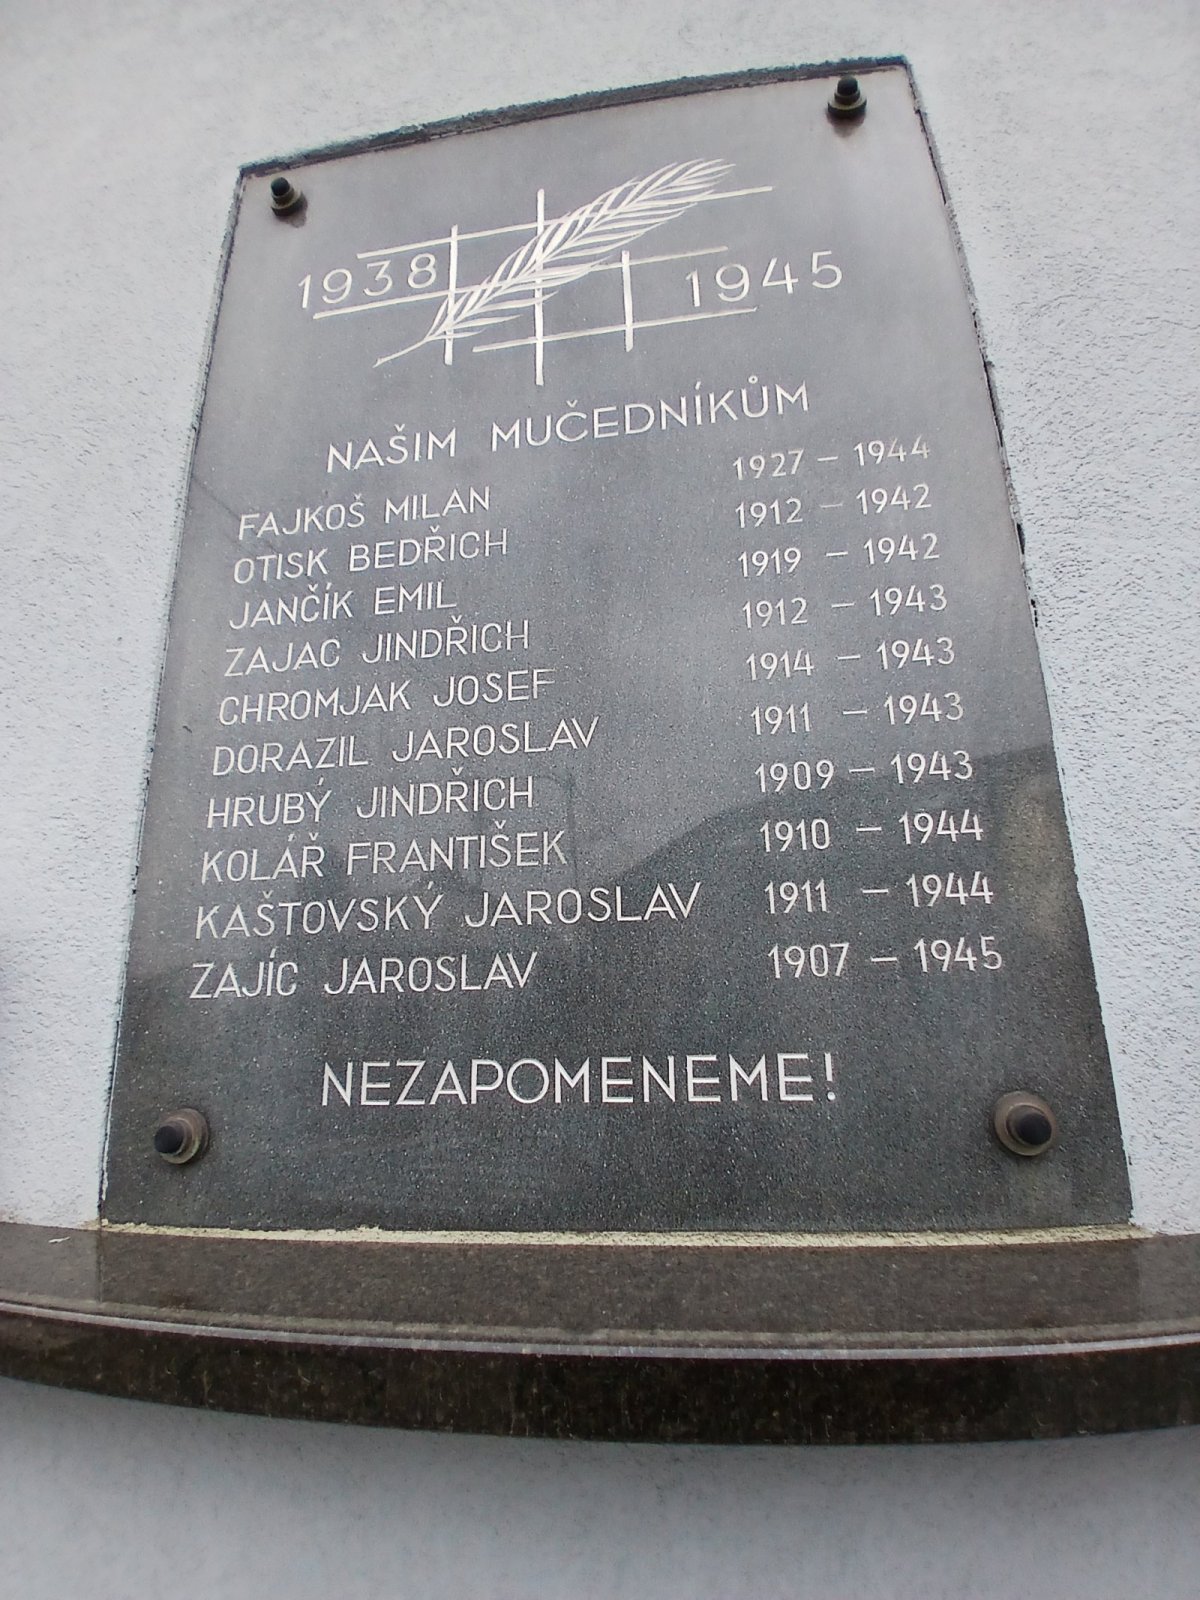 1938 1945
NAŠIM MUČEDNÍKŮM
FAJKOŠ MILAN 1927 – 1944
OTISK BEDŘICH 1912 – 1942
JANČÍK EMIL 1919 – 1942
ZAJAC JINDŘICH 1912 – 1943
CHROMJAK JOSEF 1914 – 1943
DORAZIL JAROSLAV 1911 – 1943
HRUBÝ JINDŘICH 1909 – 1943
KOLÁŘ FRANTIŠEK 1910 – 1944
KAŠTOVSKÝ JAROSLAV 1911 – 1944
ZAJÍC JAROSLAV 1907 – 1945
NEZAPOMENEME!